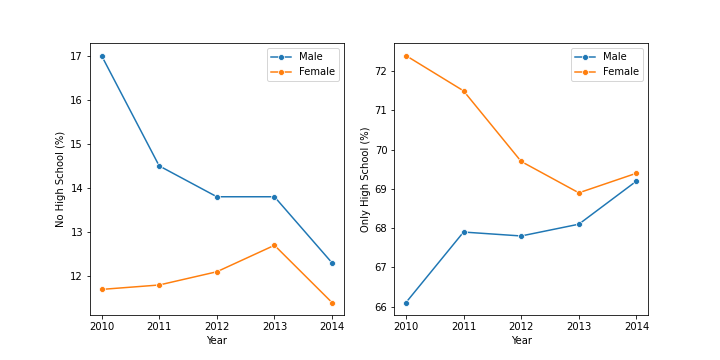 No High School (%)
17
16
15
14
13
12
2010 2011 2012 2013 2014
Year
Male
Female
Only High School (%)
72
71
70
69
68
67
66
2010 2011 2012 2013 2014
Year
Male
Female